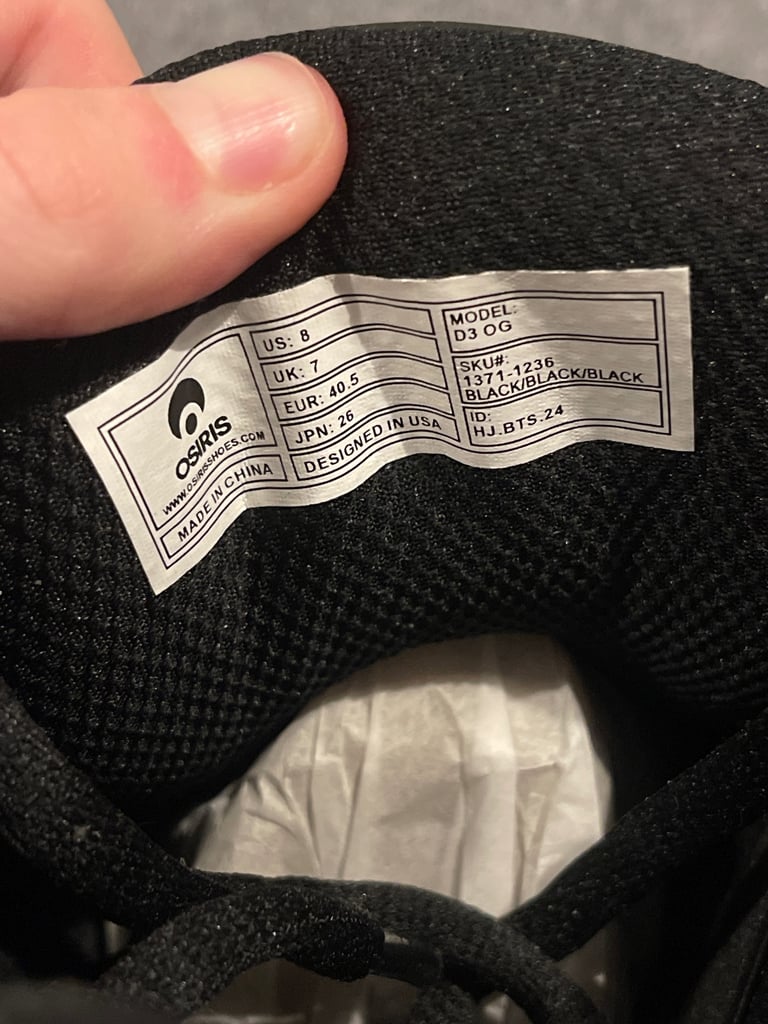 OSIRIS
WWW.OSIRISSHOES.COM
MADE IN CHINA
US: 8
UK: 7
EUR: 40.5
JPN: 26
DESIGNED IN USA
MODEL:
D3 OG
SKU#:
1371-1236
BLACK/BLACK/BLACK
ID:
HJ.BTS.24